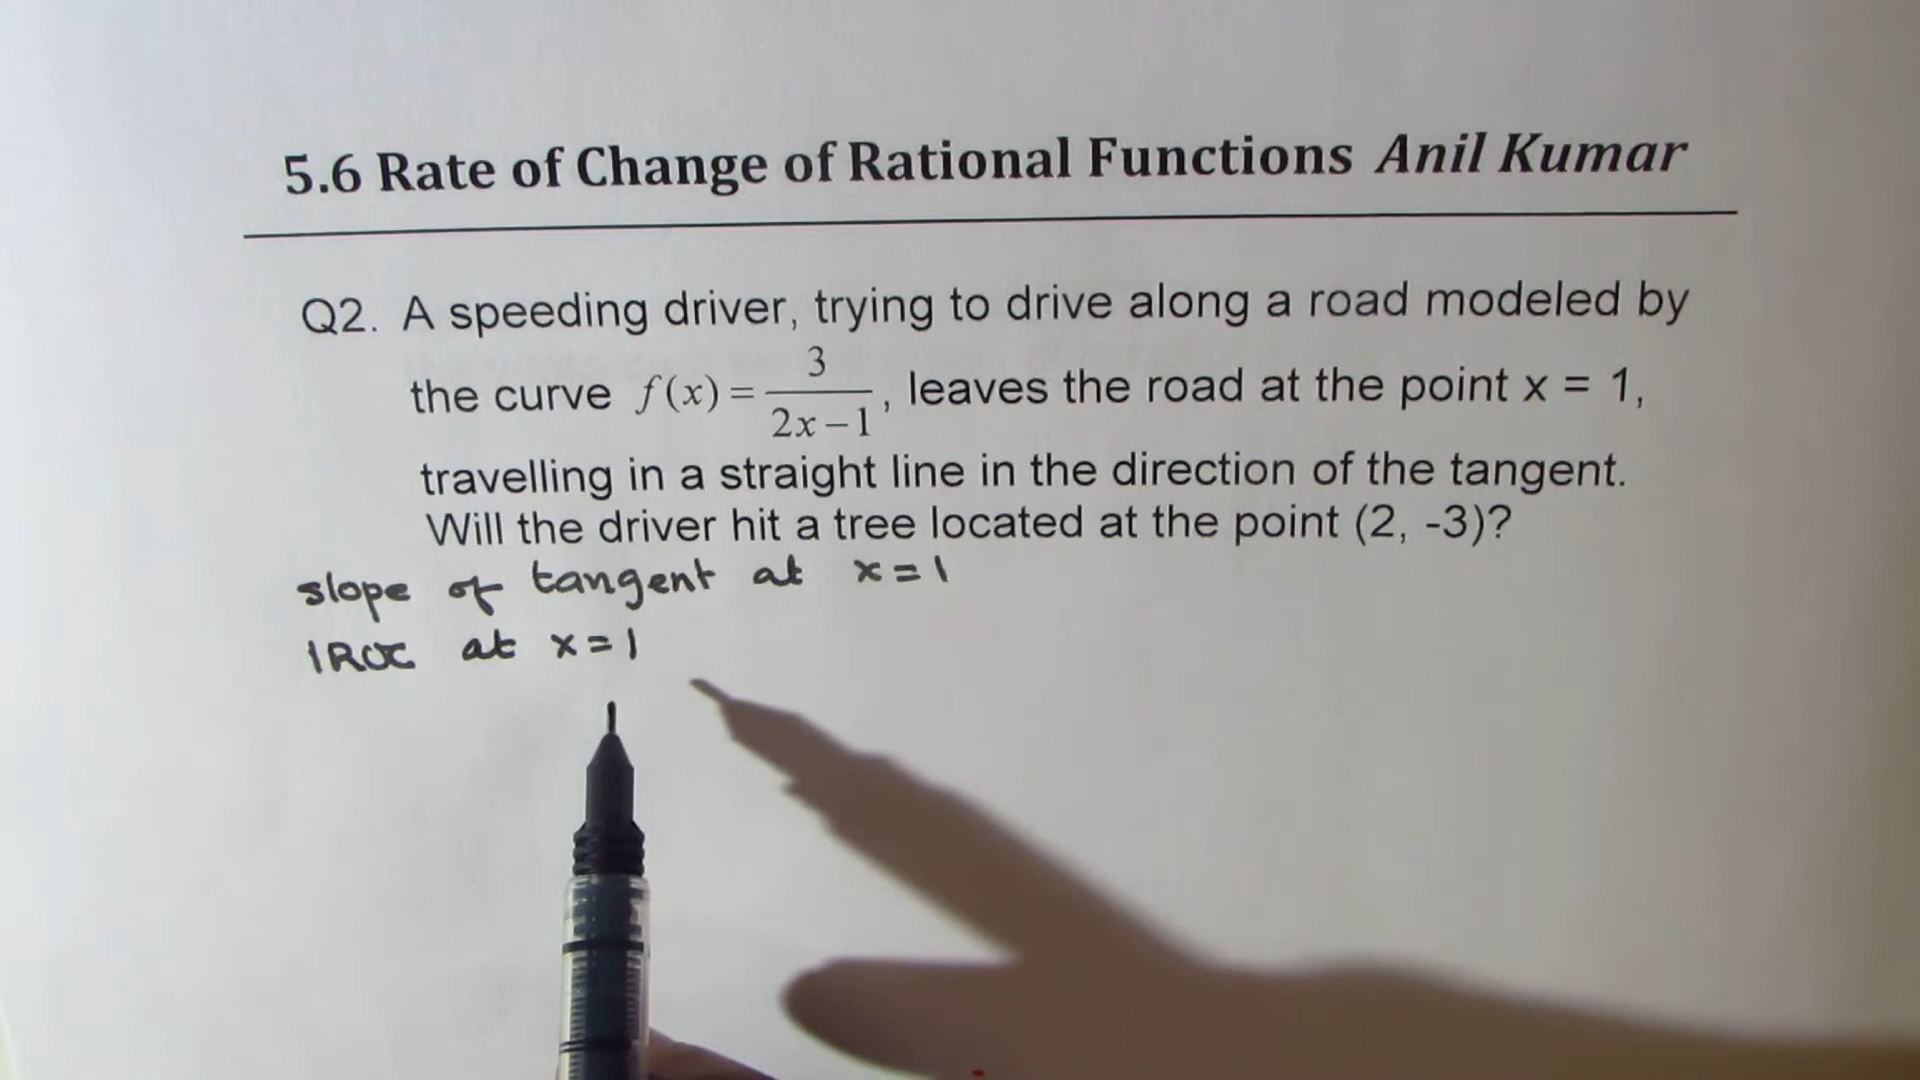 5.6 Rate of Change of Rational Functions Anil Kumar
Q2. A speeding driver, trying to drive along a road modeled by
the curve f(x) = 3/(2x−1), leaves the road at the point x = 1,
travelling in a straight line in the direction of the tangent.
Will the driver hit a tree located at the point (2, -3)?
slope of tangent at x=1
IROC at x=1